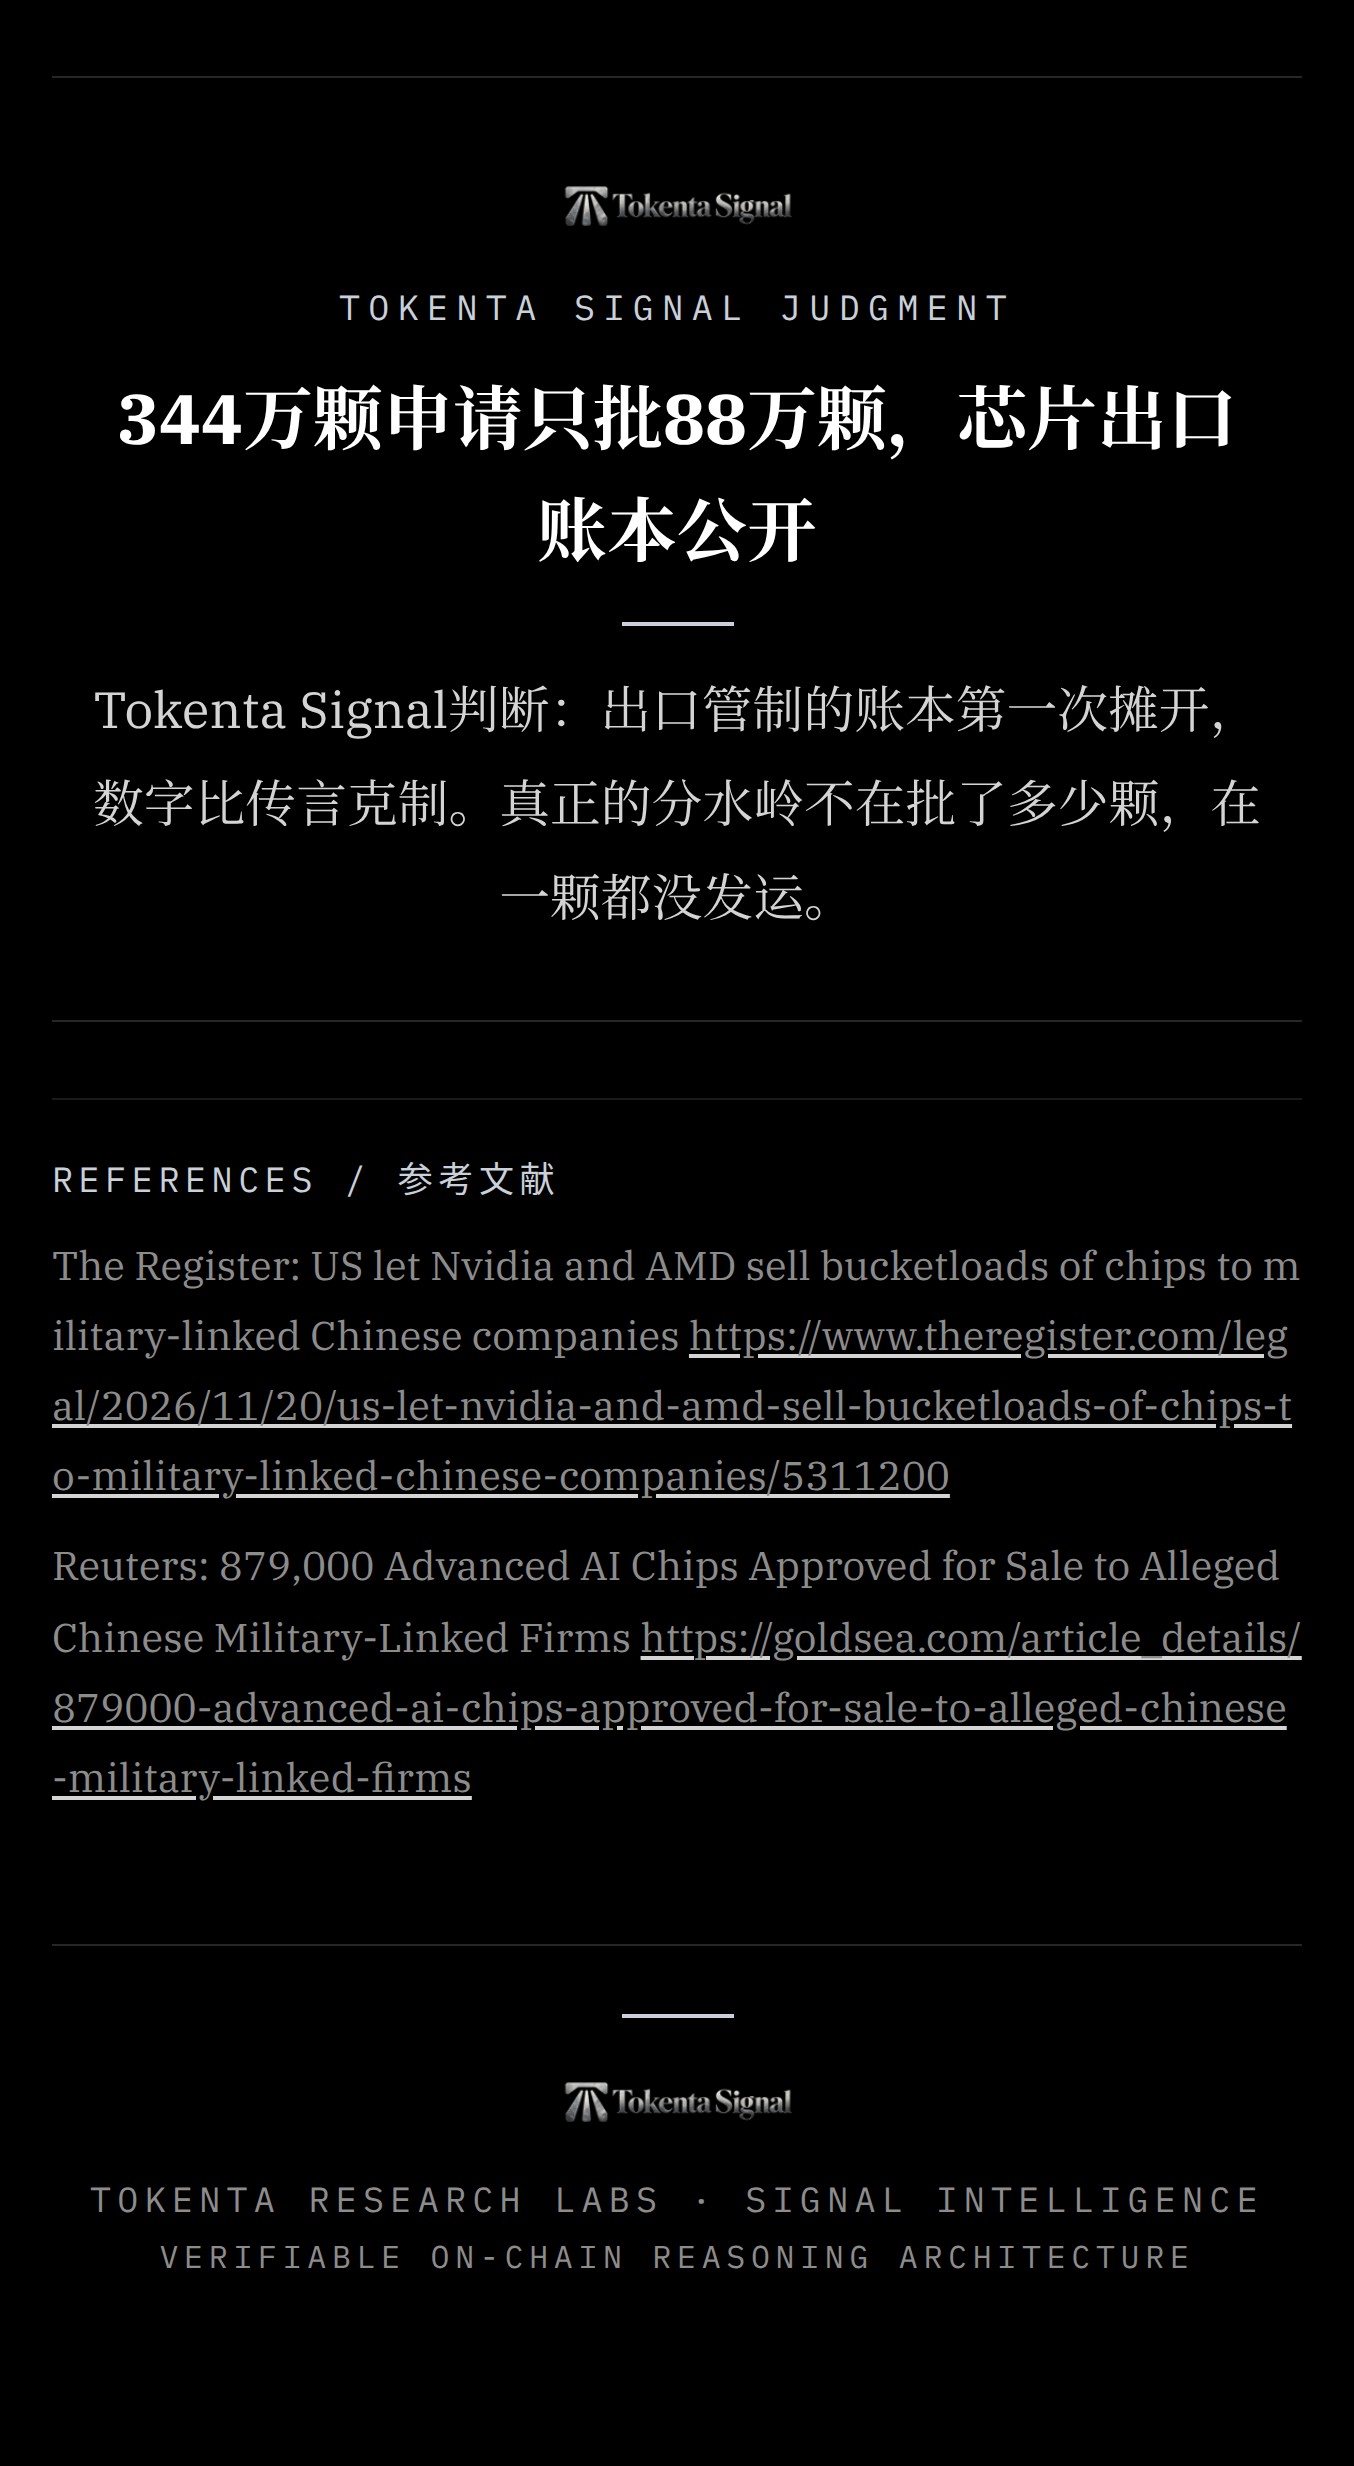 Tokenta Signal
TOKENTA SIGNAL JUDGMENT
344万颗申请只批88万颗，芯片出口
账本公开
Tokenta Signal判断：出口管制的账本第一次摊开，
数字比传言克制。真正的分水岭不在批了多少颗，在
一颗都没发运。
REFERENCES / 参考文献
The Register: US let Nvidia and AMD sell bucketloads of chips to m
ilitary-linked Chinese companies https://www.theregister.com/leg
al/2026/11/20/us-let-nvidia-and-amd-sell-bucketloads-of-chips-t
o-military-linked-chinese-companies/5311200
Reuters: 879,000 Advanced AI Chips Approved for Sale to Alleged
Chinese Military-Linked Firms https://goldsea.com/article_details/
879000-advanced-ai-chips-approved-for-sale-to-alleged-chinese
-military-linked-firms
Tokenta Signal
TOKENTA RESEARCH LABS · SIGNAL INTELLIGENCE
VERIFIABLE ON-CHAIN REASONING ARCHITECTURE